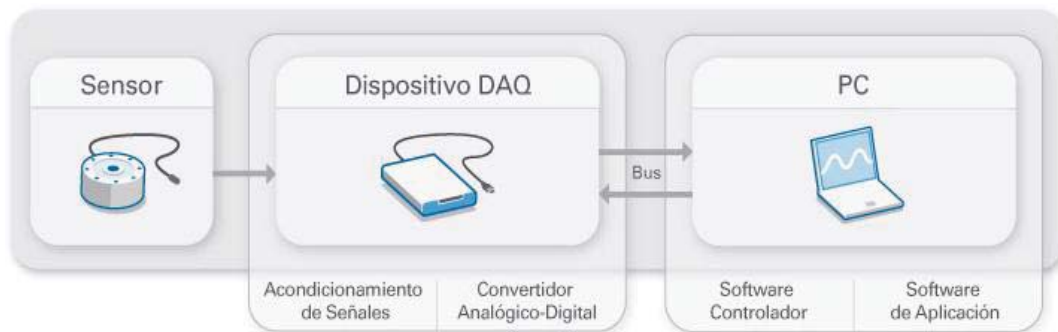 Sensor
Dispositivo DAQ
PC
Bus
Acondicionamiento
de Señales
Convertidor
Analógico-Digital
Software
Controlador
Software
de Aplicación